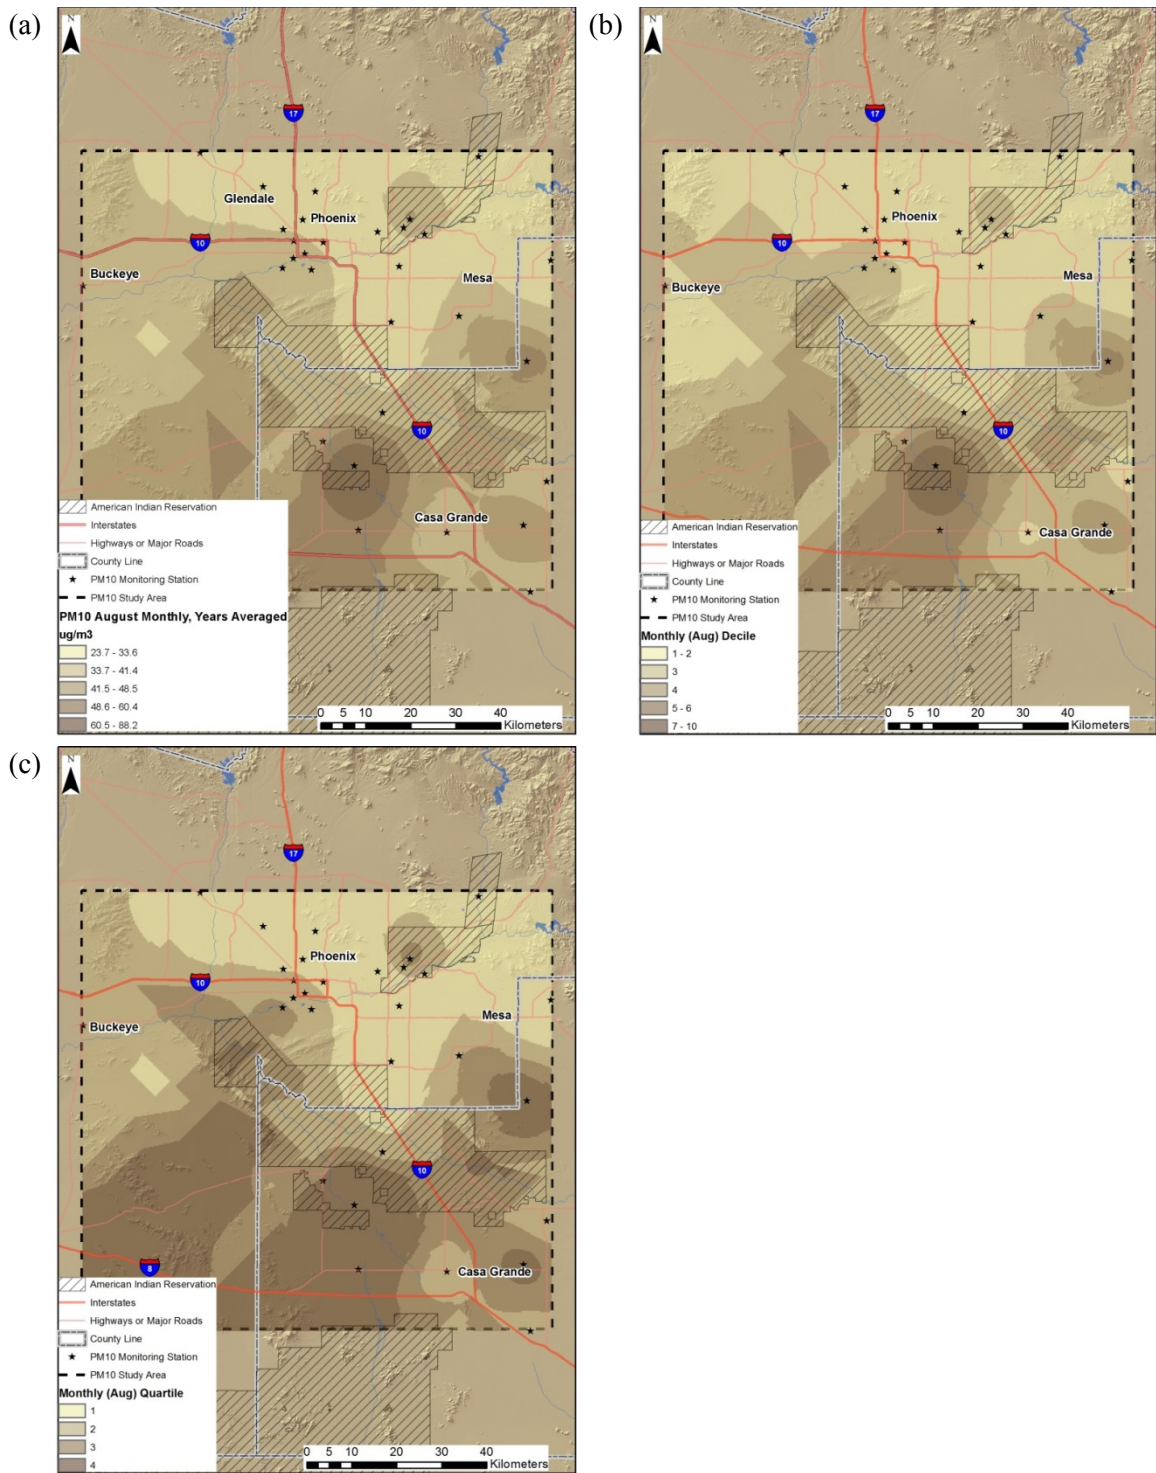 (a)
N
17
Glendale
Phoenix
10
Buckeye
Mesa
10
Casa Grande
American Indian Reservation
Interstates
Highways or Major Roads
County Line
PM10 Monitoring Station
PM10 Study Area
PM10 August Monthly, Years Averaged
ug/m3
23.7 - 33.6
33.7 - 41.4
41.5 - 48.5
48.6 - 60.4
60.5 - 88.2
0 5 10 20 30 40
Kilometers
(b)
N
17
Phoenix
10
Buckeye
Mesa
10
Casa Grande
American Indian Reservation
Interstates
Highways or Major Roads
County Line
PM10 Monitoring Station
PM10 Study Area
Monthly (Aug) Decile
1 - 2
3
4
5 - 6
7 - 10
0 5 10 20 30 40
Kilometers
(c)
N
17
Phoenix
10
Buckeye
Mesa
10
8
Casa Grande
American Indian Reservation
Interstates
Highways or Major Roads
County Line
PM10 Monitoring Station
PM10 Study Area
Monthly (Aug) Quartile
1
2
3
4
0 5 10 20 30 40
Kilometers